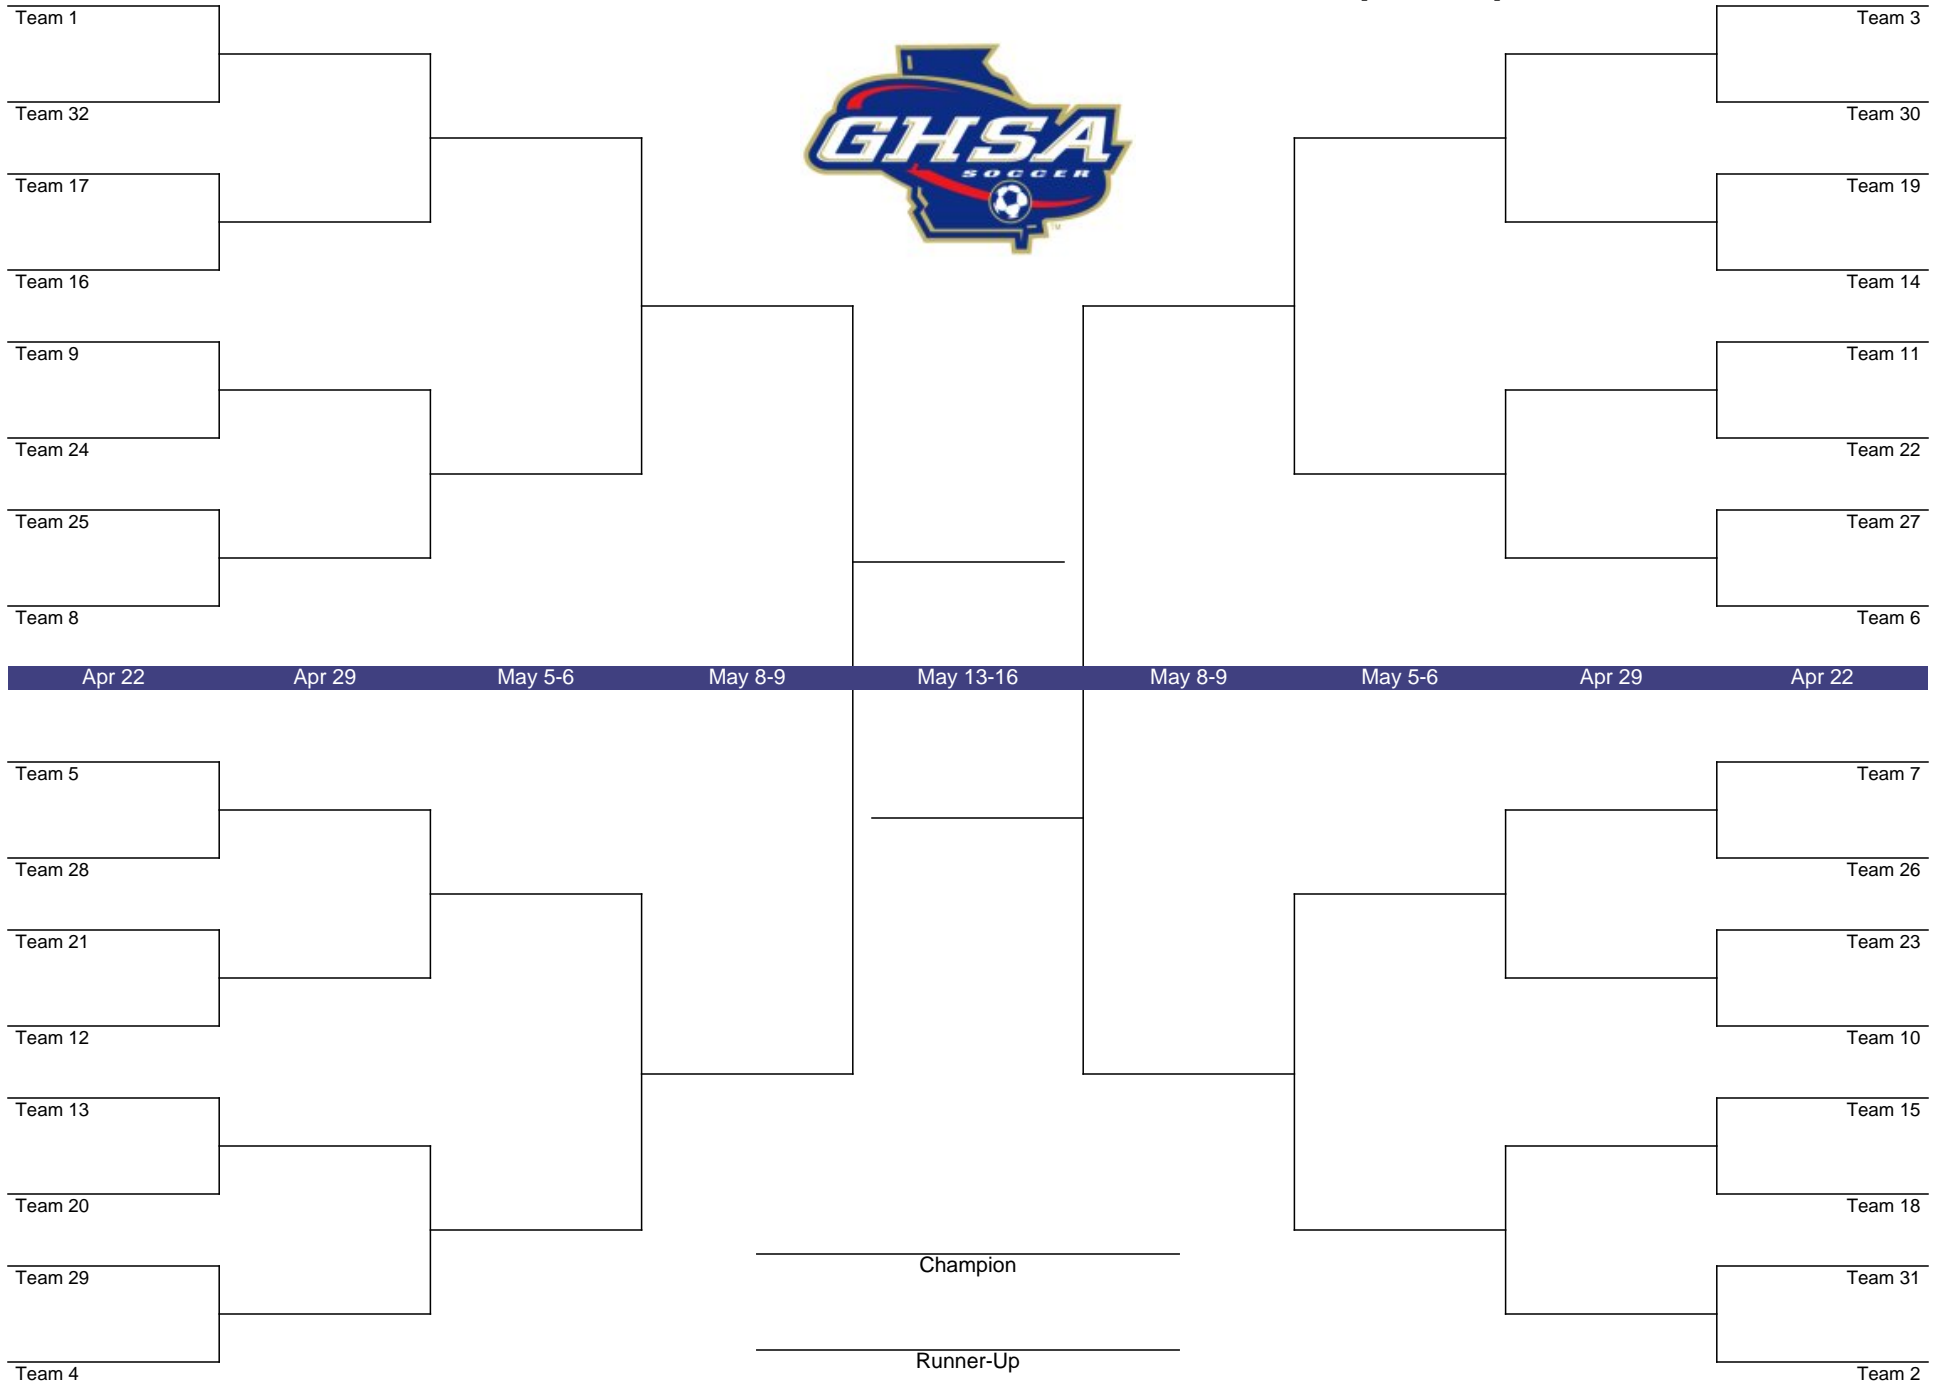 Team 1
Team 3
Team 32
Team 30
GHSA
SOCCER
TM
Team 17
Team 19
Team 16
Team 14
Team 9
Team 11
Team 24
Team 22
Team 25
Team 27
Team 8
Team 6
Apr 22 Apr 29 May 5-6 May 8-9 May 13-16 May 8-9 May 5-6 Apr 29 Apr 22
Team 5
Team 7
Team 28
Team 26
Team 21
Team 23
Team 12
Team 10
Team 13
Team 15
Team 20
Team 18
Champion
Team 29
Team 31
Runner-Up
Team 4
Team 2